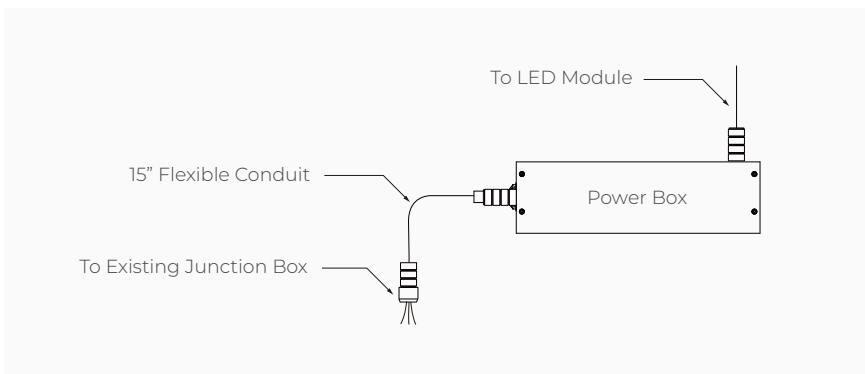 To LED Module
15” Flexible Conduit
Power Box
To Existing Junction Box